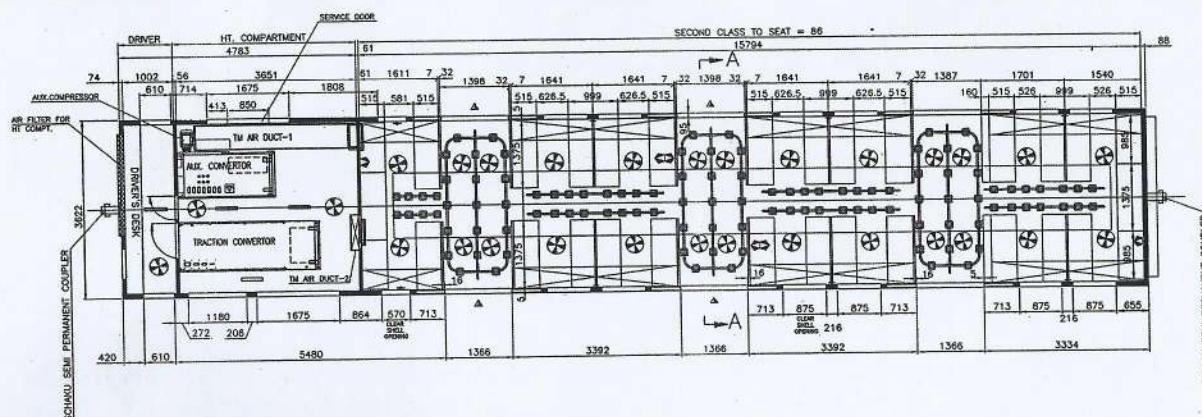 SERVICE DOOR
DRIVER HT. COMPARTMENT SECOND CLASS TO SEAT = 86
4783 61 15794 88
A
74 1002 56 3651 61 1611 7 32 1398 32 7 1641 1641 7 32 1398 32 7 1641 1641 7 32 1387 1701 1540
610 714 1675 1808 515 581 515 515 626.5 999 626.5 515 515 626.5 999 626.5 515 160 515 526 999 526 515
413 850
AUX.COMPRESSOR
AIR FILTER FOR
HT COMPT.
TM AIR DUCT-1
AUX. CONVERTOR
DRIVER'S DESK
3622
TRACTION CONVERTOR
TM AIR DUCT-2
5 1375 95 985
1375
1375 5 985
16 16 16 5
1180 1675 864 570 713 713 875 875 713 713 875 875 655
272 208 CLEAR SHELL OPENING A CLEAR SHELL OPENING 216 216
420 610 5480 1366 3392 1366 3392 1366 3334
SCHAKU SEMI PERMANENT COUPLER